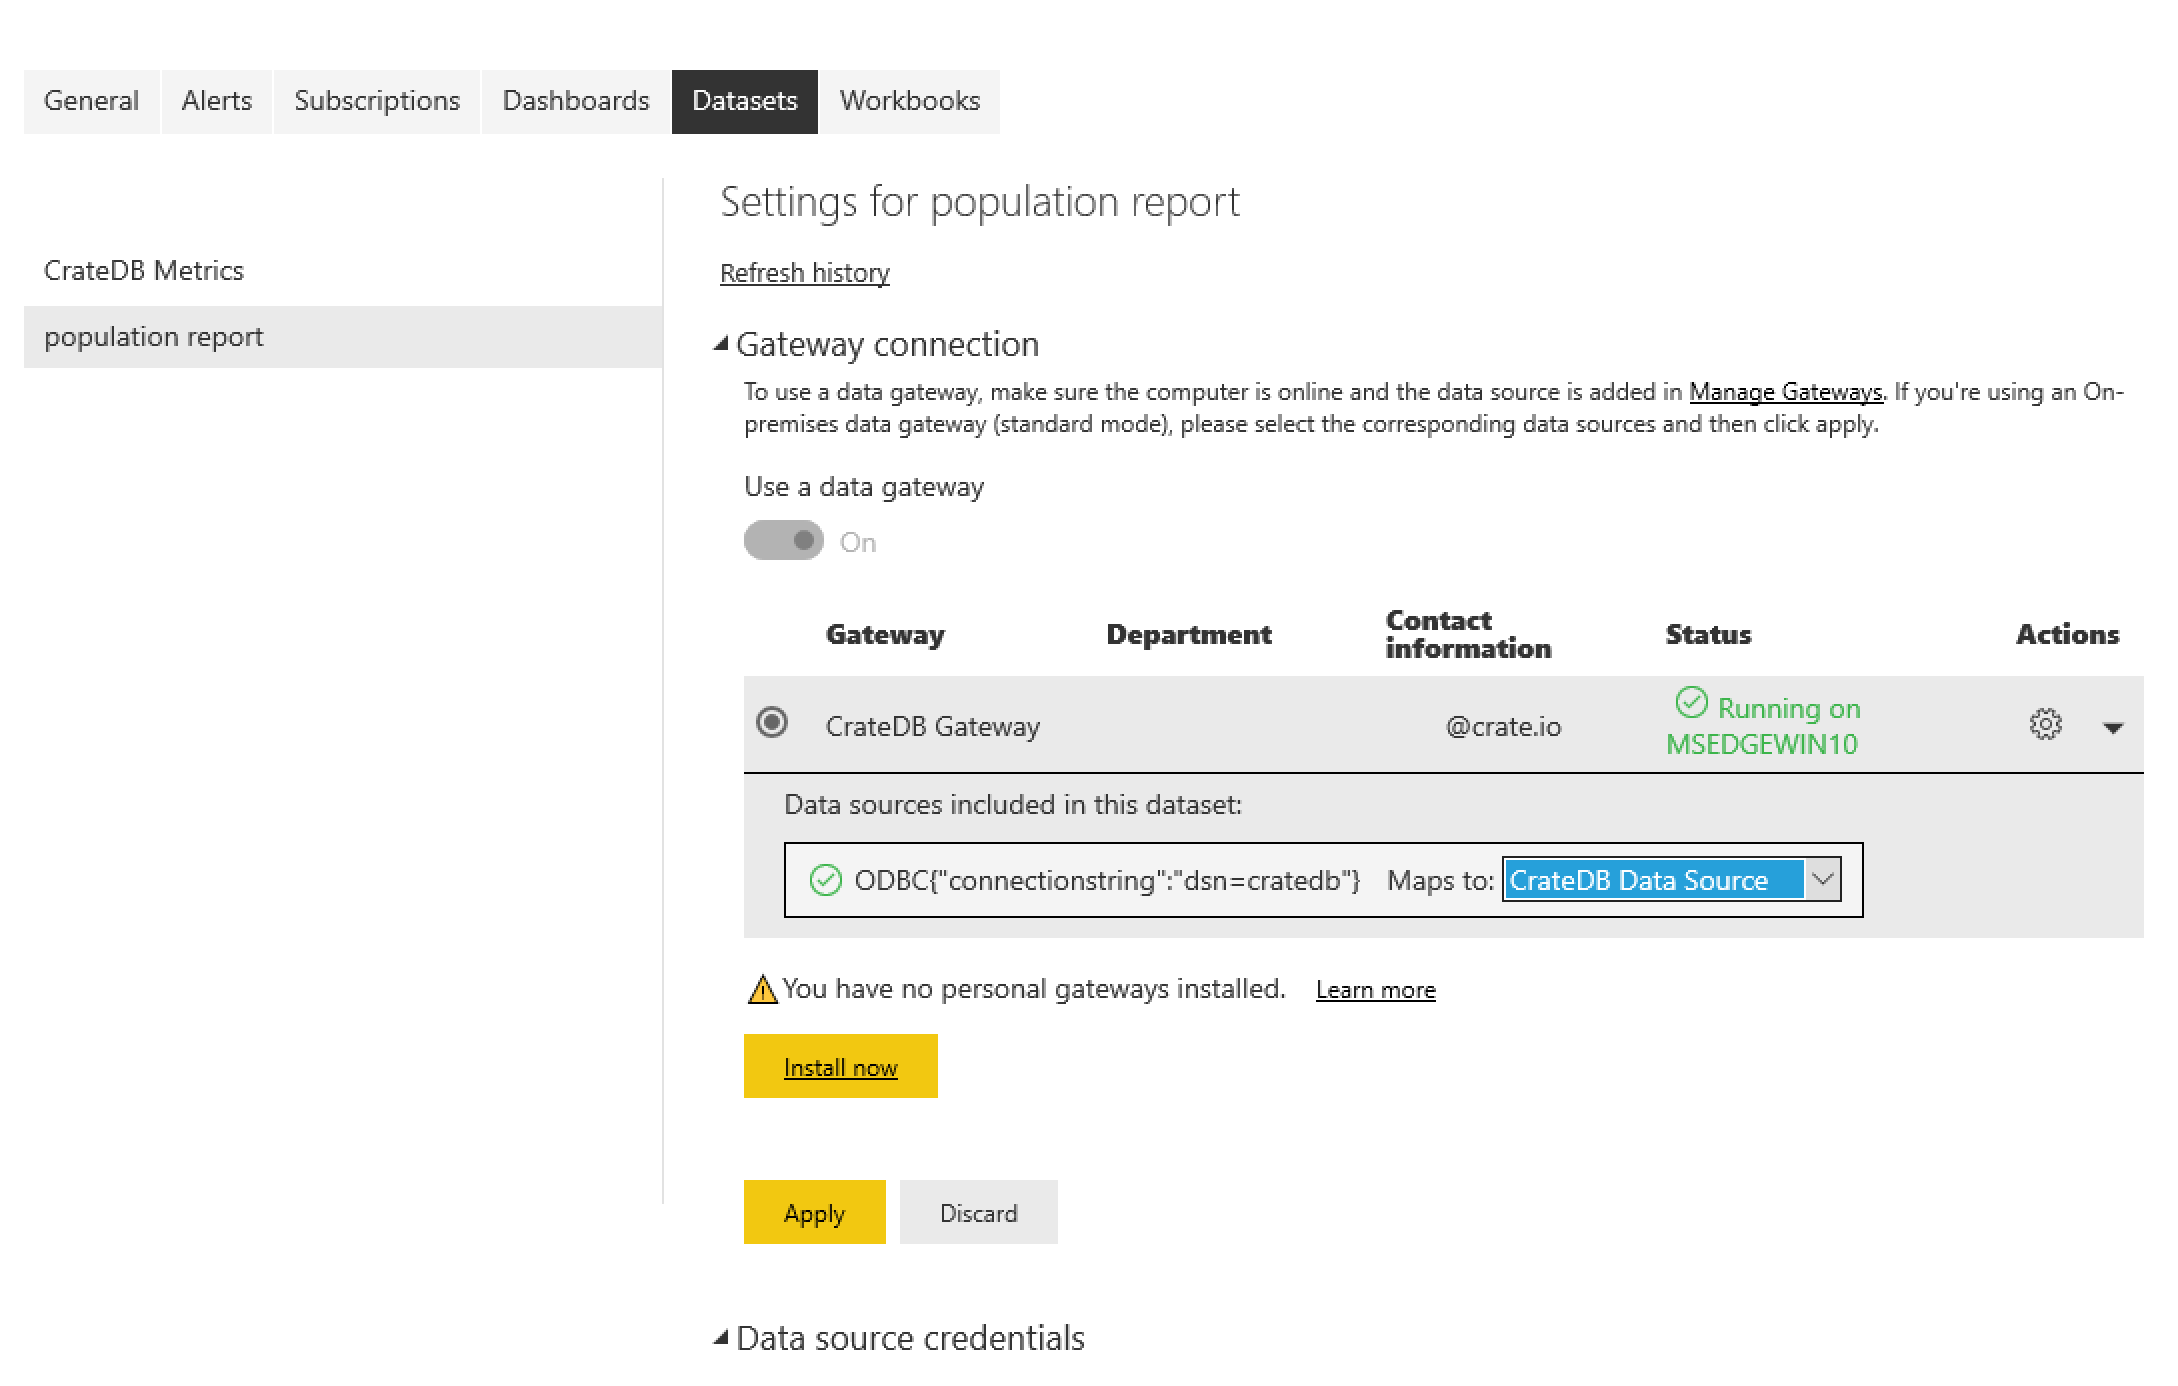 General Alerts Subscriptions Dashboards Datasets Workbooks
CrateDB Metrics
population report
Settings for population report
Refresh history
Gateway connection
To use a data gateway, make sure the computer is online and the data source is added in Manage Gateways. If you're using an On-
premises data gateway (standard mode), please select the corresponding data sources and then click apply.
Use a data gateway
On
Gateway Department Contact information Status Actions
CrateDB Gateway @crate.io Running on MSEDGEWIN10
Data sources included in this dataset:
ODBC{"connectionstring":"dsn=cratedb"} Maps to: CrateDB Data Source
You have no personal gateways installed. Learn more
Install now
Apply Discard
Data source credentials